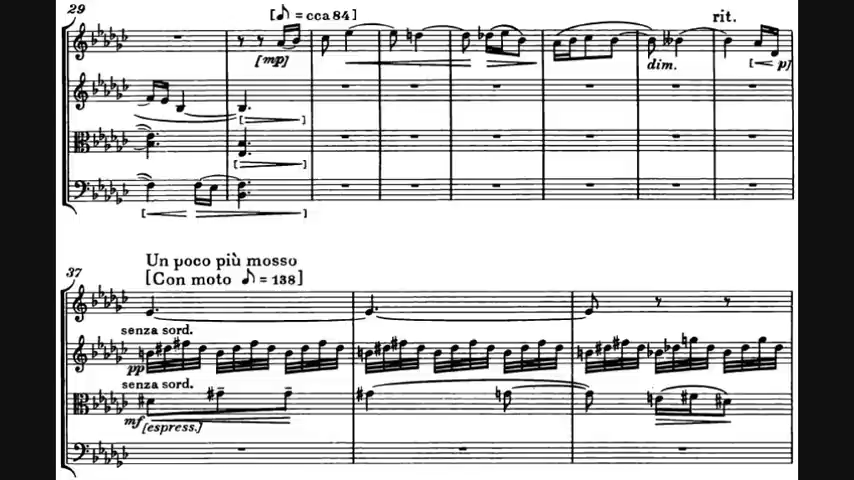 29
[♪ = cca 84]
rit.
[mp]
dim.
[< p]
37
Un poco più mosso
[Con moto ♪ = 138]
senza sord.
pp
senza sord.
mf [espress.]